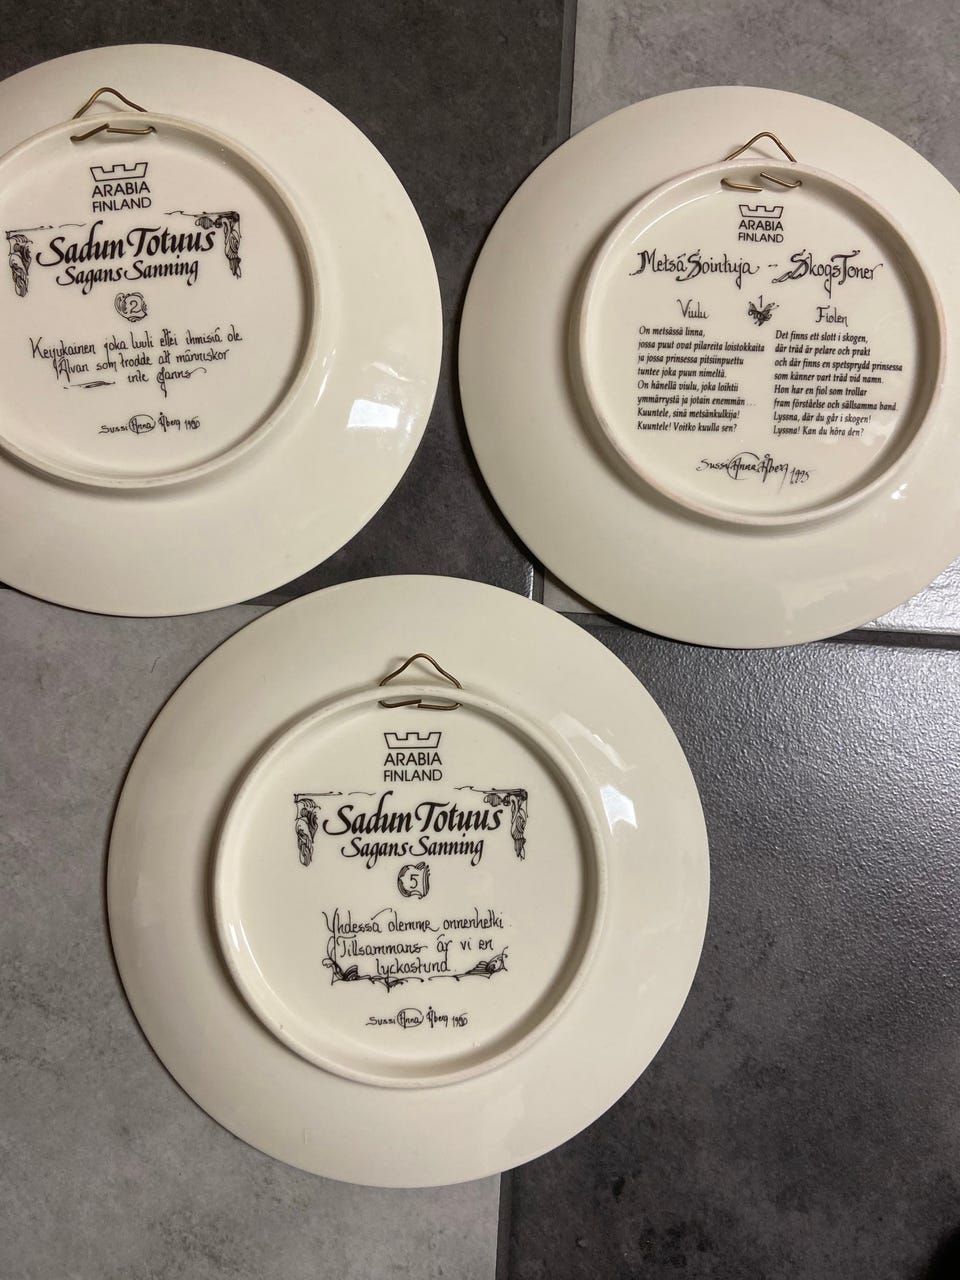 ARABIA
FINLAND
Sadun Totuus
Sagans Sanning
2
Keijukainen joka luuli ettei ihmisiä ole
Älvan som trodde att människor
inte fanns
Sussi Anna Åberg 1990
ARABIA
FINLAND
Metsä Sointuja - Skogs Toner
1
Viulu
On metsässä linna,
jossa puut ovat pilareita loistokkaita
ja jossa prinsessa pitsiinpuettu
tuntee joka puun nimeltä.
On hänellä viulu, joka loihtii
ymmärrystä ja jotain enemmän...
Kuuntele, sinä metsänkulkija!
Kuuntele! Voitko kuulla sen?
Fiolen
Det finns ett slott i skogen,
där träd är pelare och prakt
och där finns en spetsprydd prinsessa
som känner vart träd vid namn.
Hon har en fiol som trollar
fram förståelse och sällsamma band.
Lyssna, där du går i skogen!
Lyssna! Kan du höra den?
Sussi Anna Åberg 1995
ARABIA
FINLAND
Sadun Totuus
Sagans Sanning
5
Yhdessä olemme onnenhetki.
Tillsammans är vi en
lyckostund.
Sussi Anna Åberg 1990